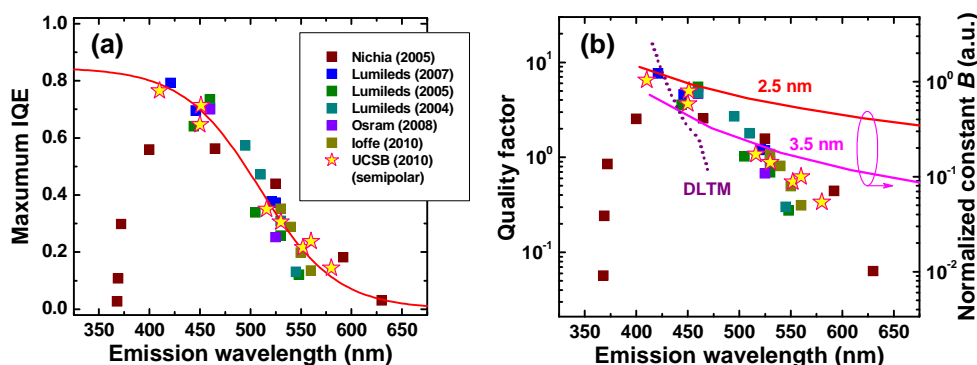 (a)
Maxumum IQE
1.0
0.8
0.6
0.4
0.2
0.0
350 400 450 500 550 600 650
Emission wavelength (nm)
Nichia (2005)
Lumileds (2007)
Lumileds (2005)
Lumileds (2004)
Osram (2008)
Ioffe (2010)
UCSB (2010)
(semipolar)
(b)
Quality factor
10¹
10⁰
10⁻¹
2.5 nm
3.5 nm
DLTM
350 400 450 500 550 600 650
Emission wavelength (nm)
10⁰
10⁻¹
10⁻²
Normalized constant B (a.u.)